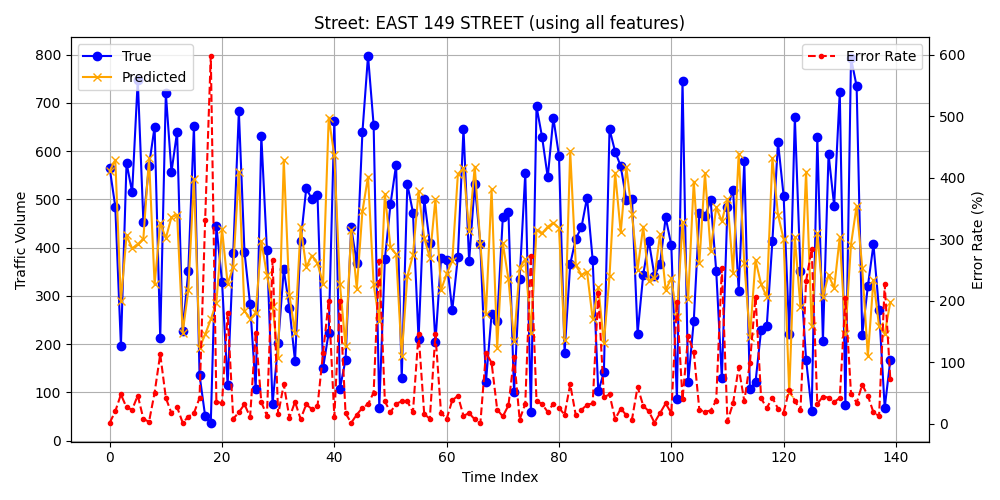 Street: EAST 149 STREET (using all features)
True
Predicted
Error Rate
800
700
600
500
400
300
200
100
0
Traffic Volume
600
500
400
300
200
100
0
Error Rate (%)
0 20 40 60 80 100 120 140
Time Index